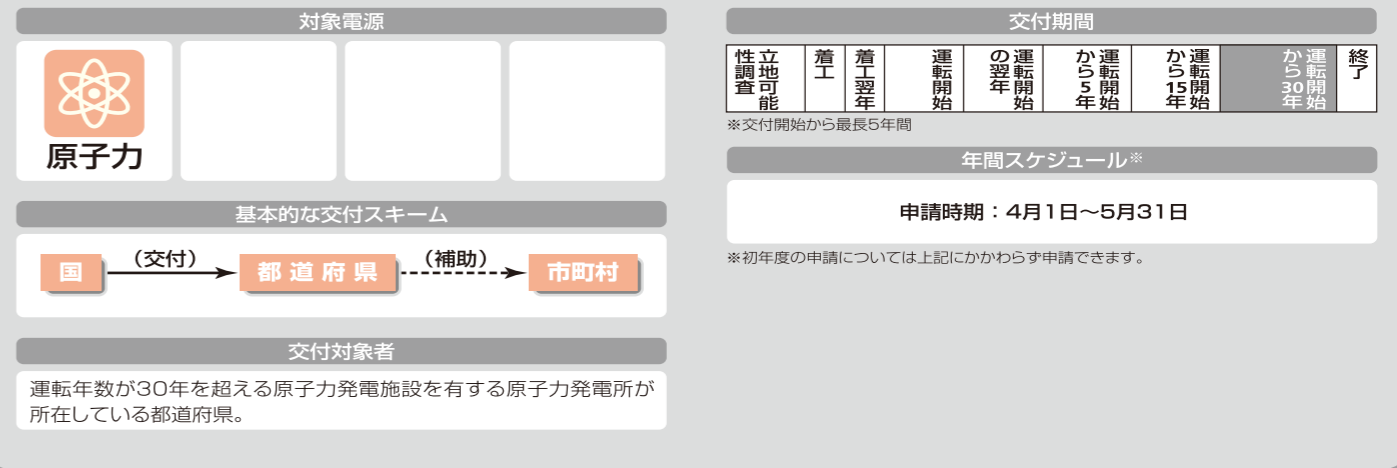 対象電源
原子力
基本的な交付スキーム
国
（交付）
都道府県
（補助）
市町村
交付対象者
運転年数が30年を超える原子力発電施設を有する原子力発電所が
所在している都道府県。
交付期間
立地可能
性調査
着工
着工翌年
運転開始
運転開始
の翌年
運転開始
から5年
運転開始
から15年
運転開始
から30年
終了
※交付開始から最長5年間
年間スケジュール※
申請時期：4月1日～5月31日
※初年度の申請については上記にかかわらず申請できます。